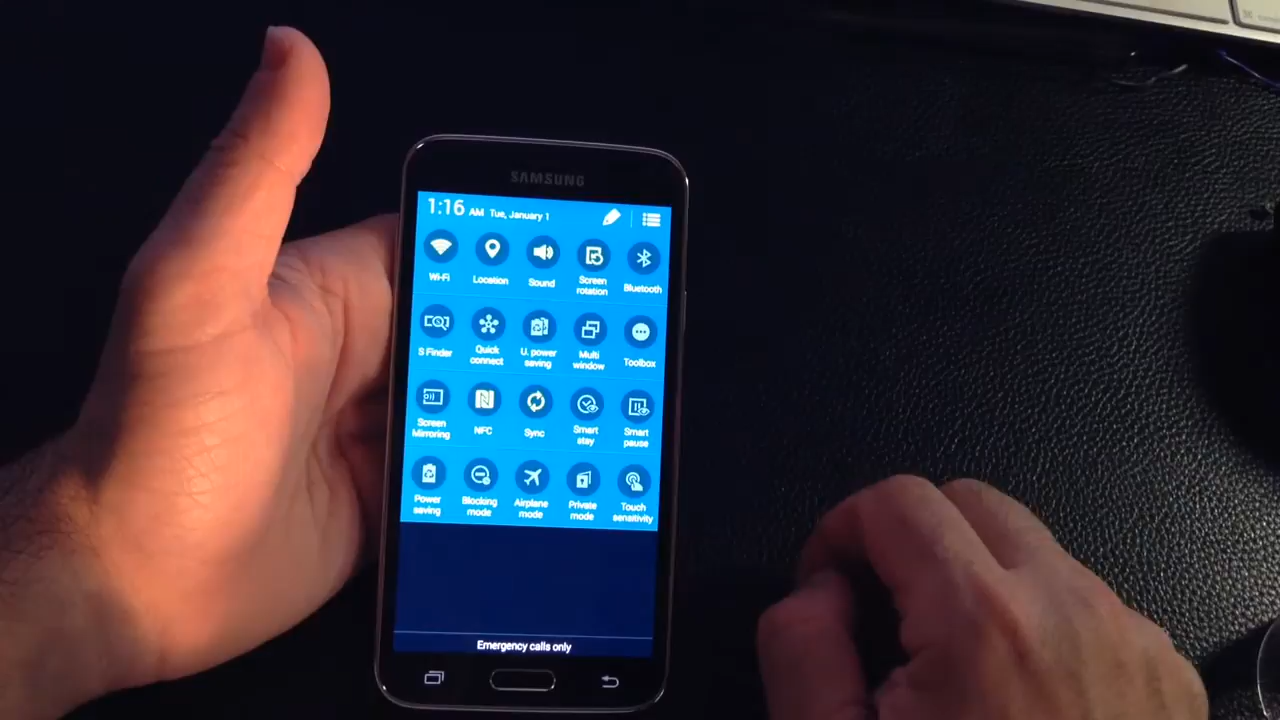 SAMSUNG
1:16 AM Tue, January 1
Wi-Fi
Location
Sound
Screen
rotation
Bluetooth
S Finder
Quick
connect
U. power
saving
Multi
window
Toolbox
Screen
Mirroring
NFC
Sync
Smart
stay
Smart
pause
Power
saving
Blocking
mode
Airplane
mode
Private
mode
Touch
sensitivity
Emergency calls only